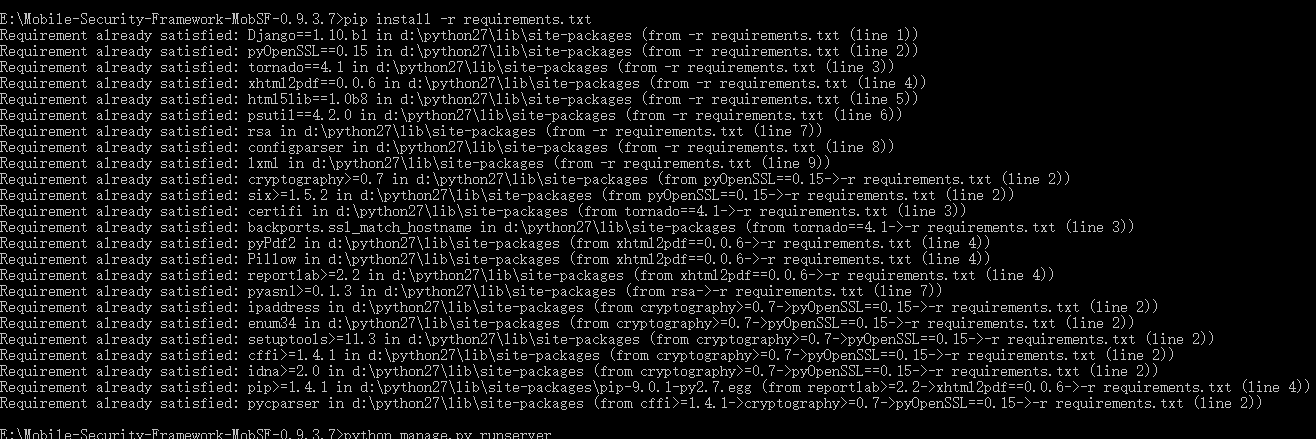 E:\Mobile-Security-Framework-MobSF-0.9.3.7>pip install -r requirements.txt
Requirement already satisfied: Django==1.10.b1 in d:\python27\lib\site-packages (from -r requirements.txt (line 1))
Requirement already satisfied: pyOpenSSL==0.15 in d:\python27\lib\site-packages (from -r requirements.txt (line 2))
Requirement already satisfied: tornado==4.1 in d:\python27\lib\site-packages (from -r requirements.txt (line 3))
Requirement already satisfied: xhtml2pdf==0.0.6 in d:\python27\lib\site-packages (from -r requirements.txt (line 4))
Requirement already satisfied: html5lib==1.0b8 in d:\python27\lib\site-packages (from -r requirements.txt (line 5))
Requirement already satisfied: psutil==4.2.0 in d:\python27\lib\site-packages (from -r requirements.txt (line 6))
Requirement already satisfied: rsa in d:\python27\lib\site-packages (from -r requirements.txt (line 7))
Requirement already satisfied: configparser in d:\python27\lib\site-packages (from -r requirements.txt (line 8))
Requirement already satisfied: lxml in d:\python27\lib\site-packages (from -r requirements.txt (line 9))
Requirement already satisfied: cryptography>=0.7 in d:\python27\lib\site-packages (from pyOpenSSL==0.15->-r requirements.txt (line 2))
Requirement already satisfied: six>=1.5.2 in d:\python27\lib\site-packages (from pyOpenSSL==0.15->-r requirements.txt (line 2))
Requirement already satisfied: certifi in d:\python27\lib\site-packages (from tornado==4.1->-r requirements.txt (line 3))
Requirement already satisfied: backports.ssl_match_hostname in d:\python27\lib\site-packages (from tornado==4.1->-r requirements.txt (line 3))
Requirement already satisfied: pyPdf2 in d:\python27\lib\site-packages (from xhtml2pdf==0.0.6->-r requirements.txt (line 4))
Requirement already satisfied: Pillow in d:\python27\lib\site-packages (from xhtml2pdf==0.0.6->-r requirements.txt (line 4))
Requirement already satisfied: reportlab>=2.2 in d:\python27\lib\site-packages (from xhtml2pdf==0.0.6->-r requirements.txt (line 4))
Requirement already satisfied: pyasn1>=0.1.3 in d:\python27\lib\site-packages (from rsa->-r requirements.txt (line 7))
Requirement already satisfied: ipaddress in d:\python27\lib\site-packages (from cryptography>=0.7->pyOpenSSL==0.15->-r requirements.txt (line 2))
Requirement already satisfied: enum34 in d:\python27\lib\site-packages (from cryptography>=0.7->pyOpenSSL==0.15->-r requirements.txt (line 2))
Requirement already satisfied: setuptools>=11.3 in d:\python27\lib\site-packages (from cryptography>=0.7->pyOpenSSL==0.15->-r requirements.txt (line 2))
Requirement already satisfied: cffi>=1.4.1 in d:\python27\lib\site-packages (from cryptography>=0.7->pyOpenSSL==0.15->-r requirements.txt (line 2))
Requirement already satisfied: idna>=2.0 in d:\python27\lib\site-packages (from cryptography>=0.7->pyOpenSSL==0.15->-r requirements.txt (line 2))
Requirement already satisfied: pip>=1.4.1 in d:\python27\lib\site-packages\pip-9.0.1-py2.7.egg (from reportlab>=2.2->xhtml2pdf==0.0.6->-r requirements.txt (line 4))
Requirement already satisfied: pycparser in d:\python27\lib\site-packages (from cffi>=1.4.1->cryptography>=0.7->pyOpenSSL==0.15->-r requirements.txt (line 2))
E:\Mobile-Security-Framework-MobSF-0.9.3.7>python manage.py runserver